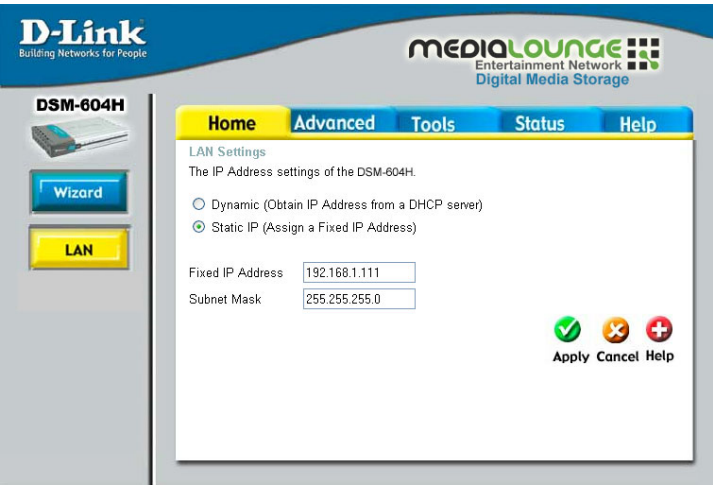 D-Link
Building Networks for People
MEDIALOUNGE
Entertainment Network
Digital Media Storage
DSM-604H
Home Advanced Tools Status Help
Wizard
LAN
LAN Settings
The IP Address settings of the DSM-604H.
Dynamic (Obtain IP Address from a DHCP server)
Static IP (Assign a Fixed IP Address)
Fixed IP Address 192.168.1.111
Subnet Mask 255.255.255.0
Apply Cancel Help